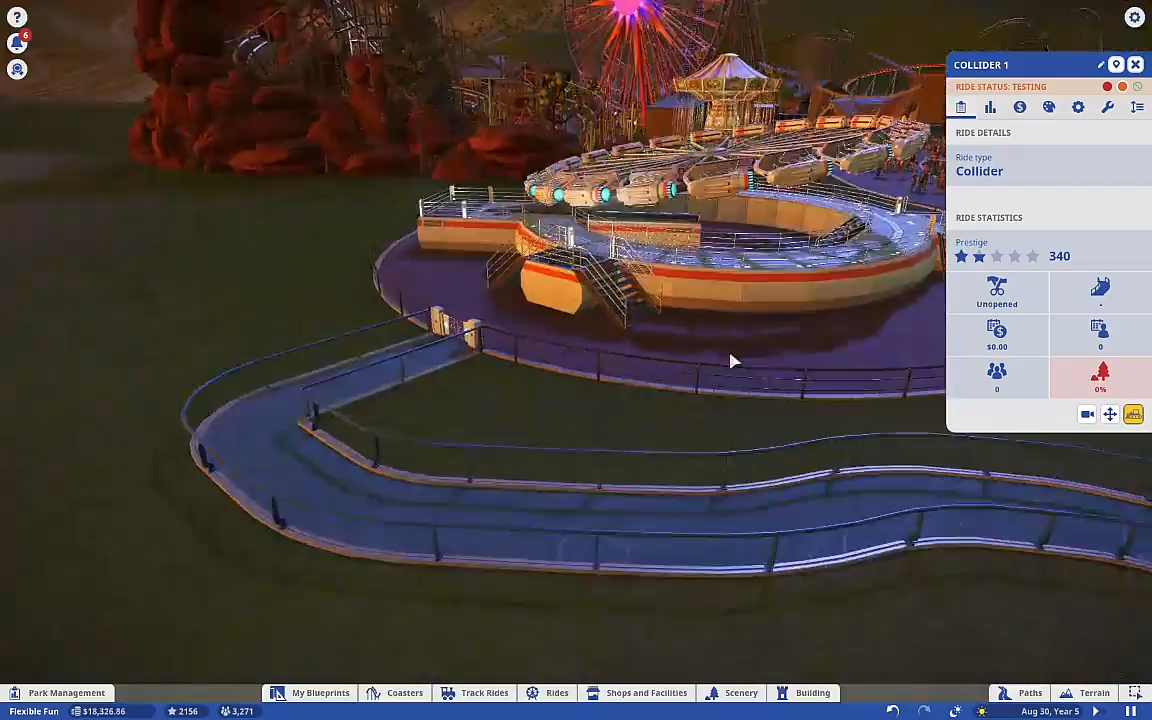 ?
6
COLLIDER 1
RIDE STATUS: TESTING
RIDE DETAILS
Ride type
Collider
RIDE STATISTICS
Prestige
340
Unopened
-
$0.00
0
0
0%
Park Management
My Blueprints
Coasters
Track Rides
Rides
Shops and Facilities
Scenery
Building
Paths
Terrain
Flexible Fun
$18,326.86
2156
3,271
Aug 30, Year 5